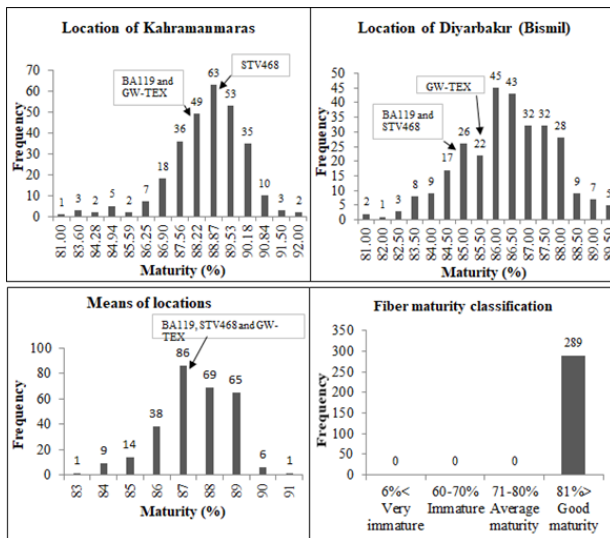 Location of Kahramanmaras
STV468
BA119 and
GW-TEX
Frequency
70
60
50
40
30
20
10
0
1 3 2 5 2 7 18 36 49 63 53 35 10 3 2
81.00 83.60 84.28 84.94 85.59 86.25 86.90 87.56 88.22 88.87 89.53 90.18 90.84 91.50 92.00
Maturity (%)
Location of Diyarbakır (Bismil)
GW-TEX
BA119 and
STV468
Frequency
50
45
40
35
30
25
20
15
10
5
0
2 1 3 8 9 17 26 22 45 43 32 32 28 9 7 5
81.00 82.00 82.50 83.50 84.00 84.50 85.00 85.50 86.00 86.50 87.00 87.50 88.00 88.50 89.00 89.50
Maturity (%)
Means of locations
BA119, STV468 and GW-
TEX
Frequency
100
80
60
40
20
0
1 9 14 38 86 69 65 6 1
83 84 85 86 87 88 89 90 91
Maturity (%)
Fiber maturity classification
Frequency
350
300
250
200
150
100
50
0
0 0 0 289
6%< 60-70% 71-80% 81%>
Very Immature Average Good
immature maturity maturity